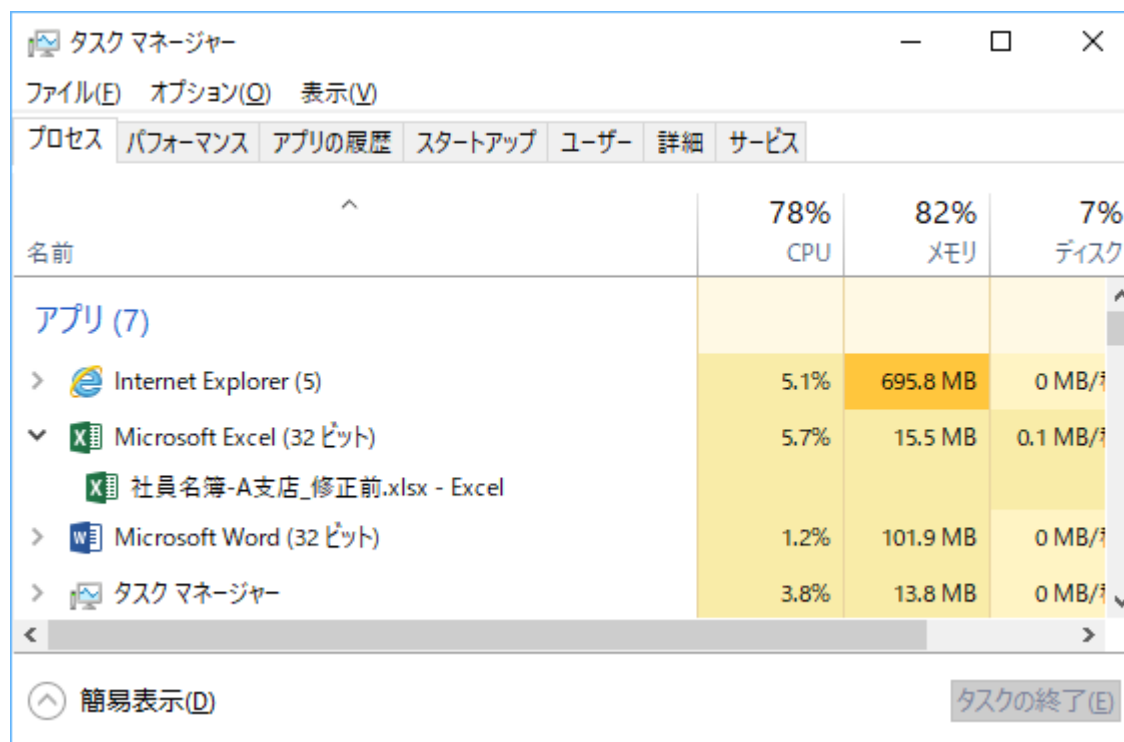 タスク マネージャー
ファイル(F) オプション(O) 表示(V)
プロセス パフォーマンス アプリの履歴 スタートアップ ユーザー 詳細 サービス
78% 82% 7%
名前 CPU メモリ ディスク
アプリ (7)
Internet Explorer (5) 5.1% 695.8 MB 0 MB/
Microsoft Excel (32 ビット) 5.7% 15.5 MB 0.1 MB/
社員名簿-A支店_修正前.xlsx - Excel
Microsoft Word (32 ビット) 1.2% 101.9 MB 0 MB/
タスク マネージャー 3.8% 13.8 MB 0 MB/
簡易表示(D) タスクの終了(E)